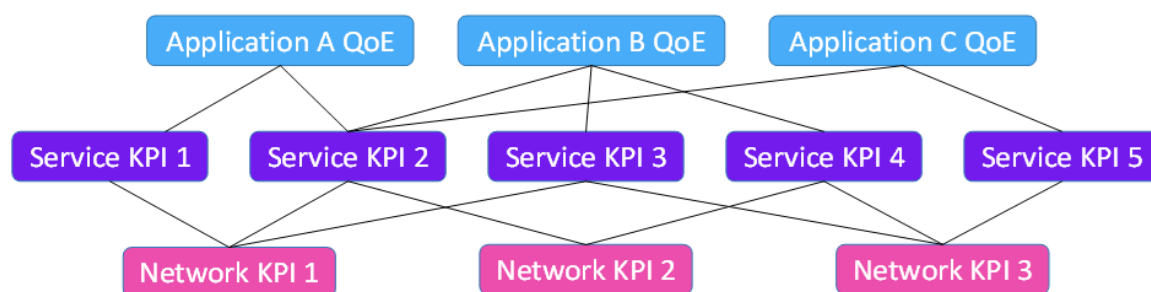 Application A QoE
Application B QoE
Application C QoE
Service KPI 1
Service KPI 2
Service KPI 3
Service KPI 4
Service KPI 5
Network KPI 1
Network KPI 2
Network KPI 3